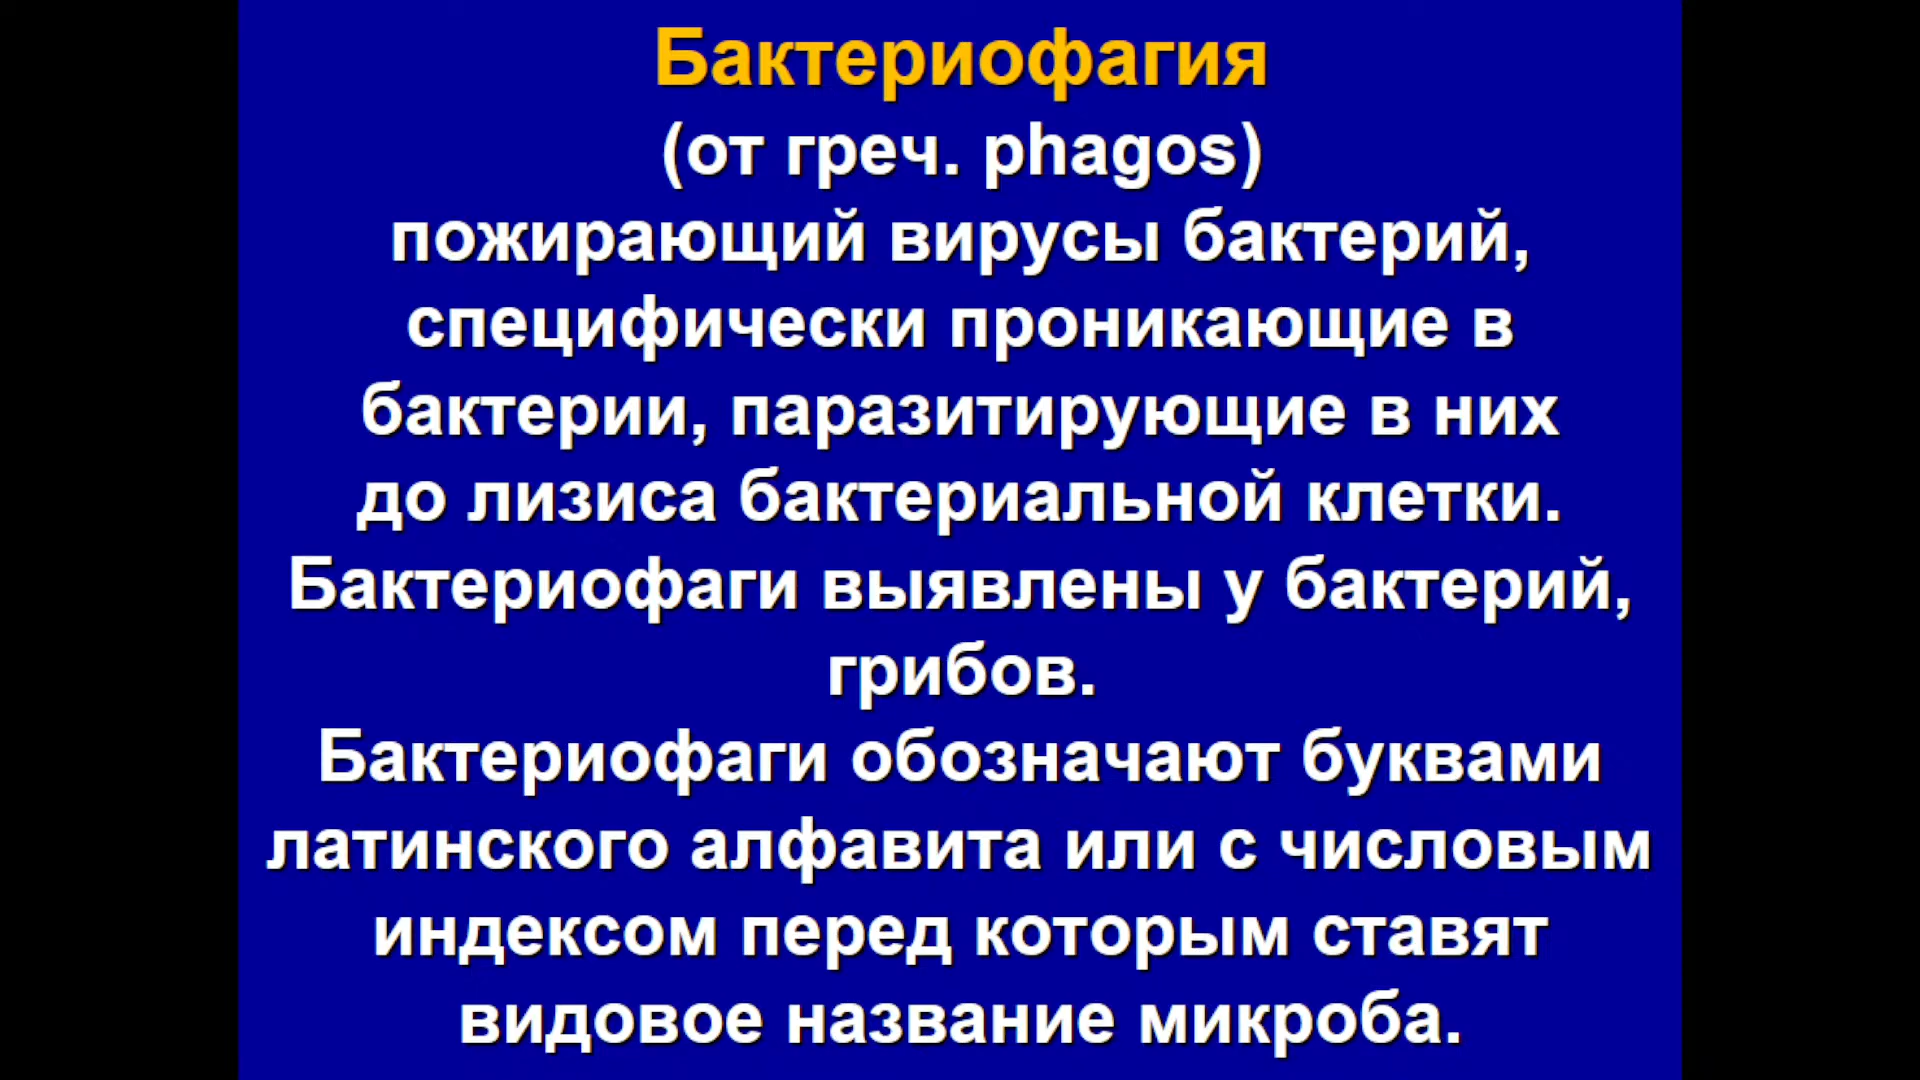 Бактериофагия
(от греч. phagos)
пожирающий вирусы бактерий,
специфически проникающие в
бактерии, паразитирующие в них
до лизиса бактериальной клетки.
Бактериофаги выявлены у бактерий,
грибов.
Бактериофаги обозначают буквами
латинского алфавита или с числовым
индексом перед которым ставят
видовое название микроба.